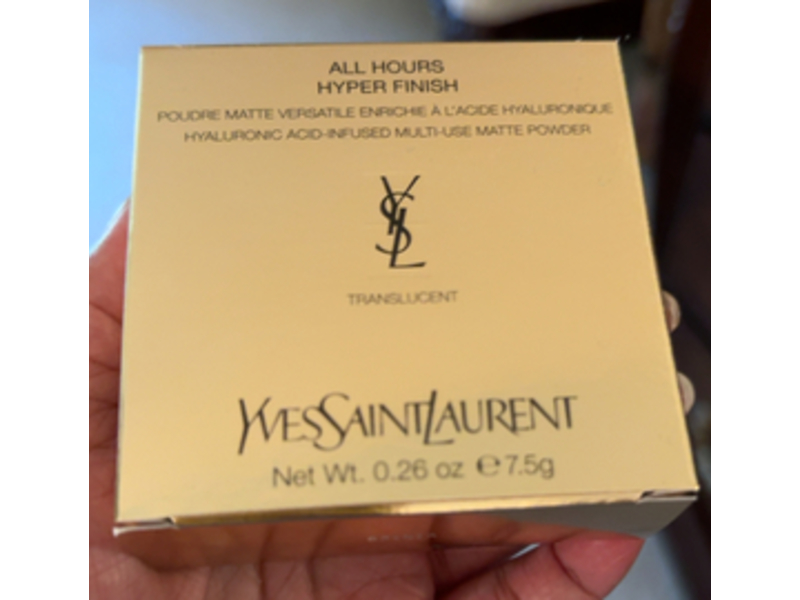 ALL HOURS
HYPER FINISH
POUDRE MATTE VERSATILE ENRICHIE À L'ACIDE HYALURONIQUE
HYALURONIC ACID-INFUSED MULTI-USE MATTE POWDER
YSL
TRANSLUCENT
YVESSAINTLAURENT
Net Wt. 0.26 oz ℮ 7.5g